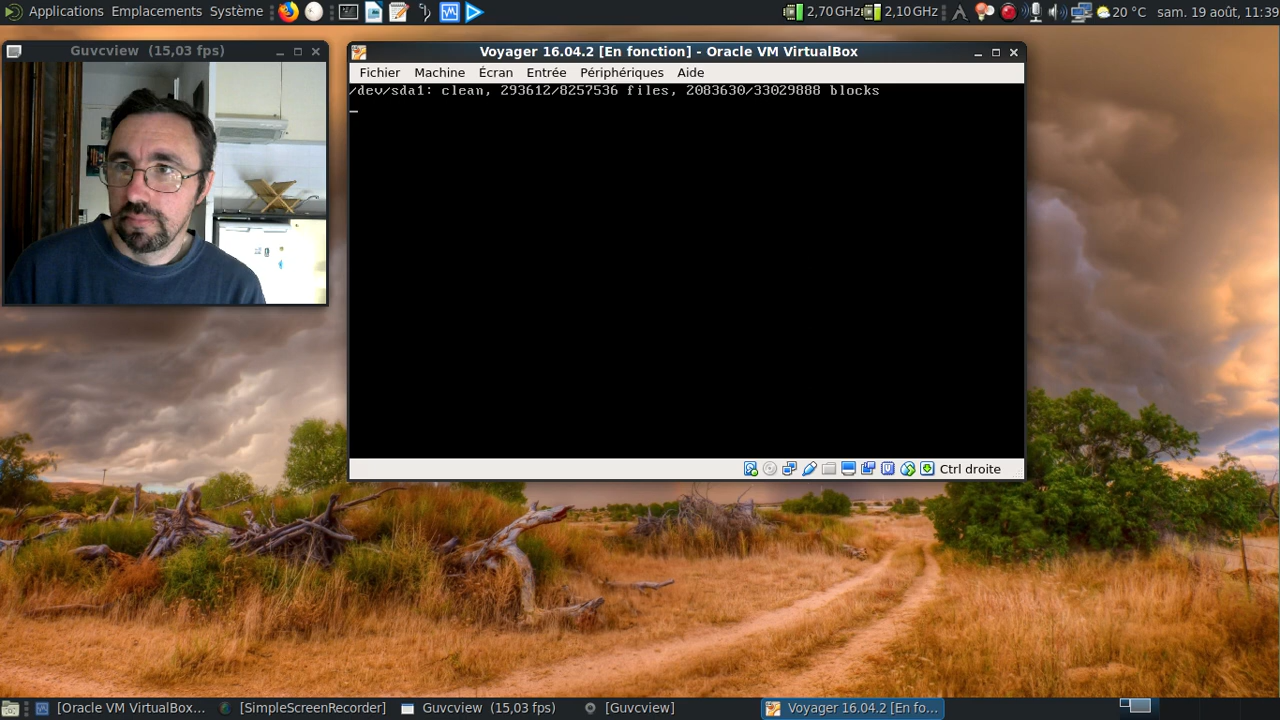 Applications Emplacements Système 2,70 GHz 2,10 GHz 20 °C sam. 19 août, 11:39
Guvcview (15,03 fps)
Voyager 16.04.2 [En fonction] - Oracle VM VirtualBox
Fichier Machine Écran Entrée Périphériques Aide
/dev/sda1: clean, 293612/8257536 files, 2083630/33029888 blocks
Ctrl droite
[Oracle VM VirtualBox... [SimpleScreenRecorder] Guvcview (15,03 fps) [Guvcview] Voyager 16.04.2 [En fo...